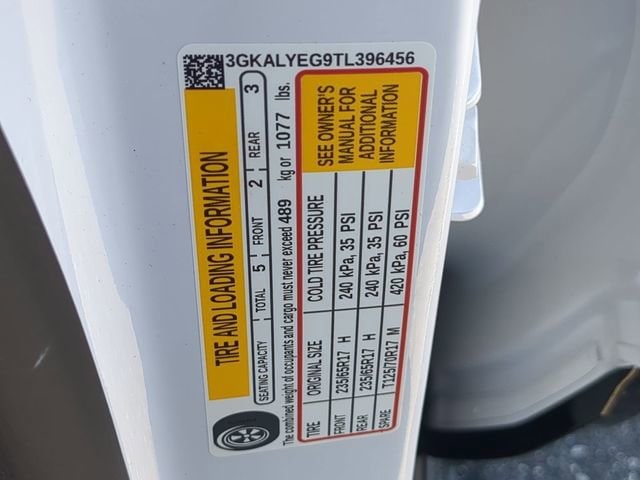 3GKALYEG9TL396456
TIRE AND LOADING INFORMATION
SEATING CAPACITY TOTAL 5 FRONT 2 REAR 3
The combined weight of occupants and cargo must never exceed 489 kg or 1077 lbs.
TIRE ORIGINAL SIZE COLD TIRE PRESSURE
FRONT 235/65R17 H 240 kPa, 35 PSI
REAR 235/65R17 H 240 kPa, 35 PSI
SPARE T125/70R17 M 420 kPa, 60 PSI
SEE OWNER'S
MANUAL FOR
ADDITIONAL
INFORMATION